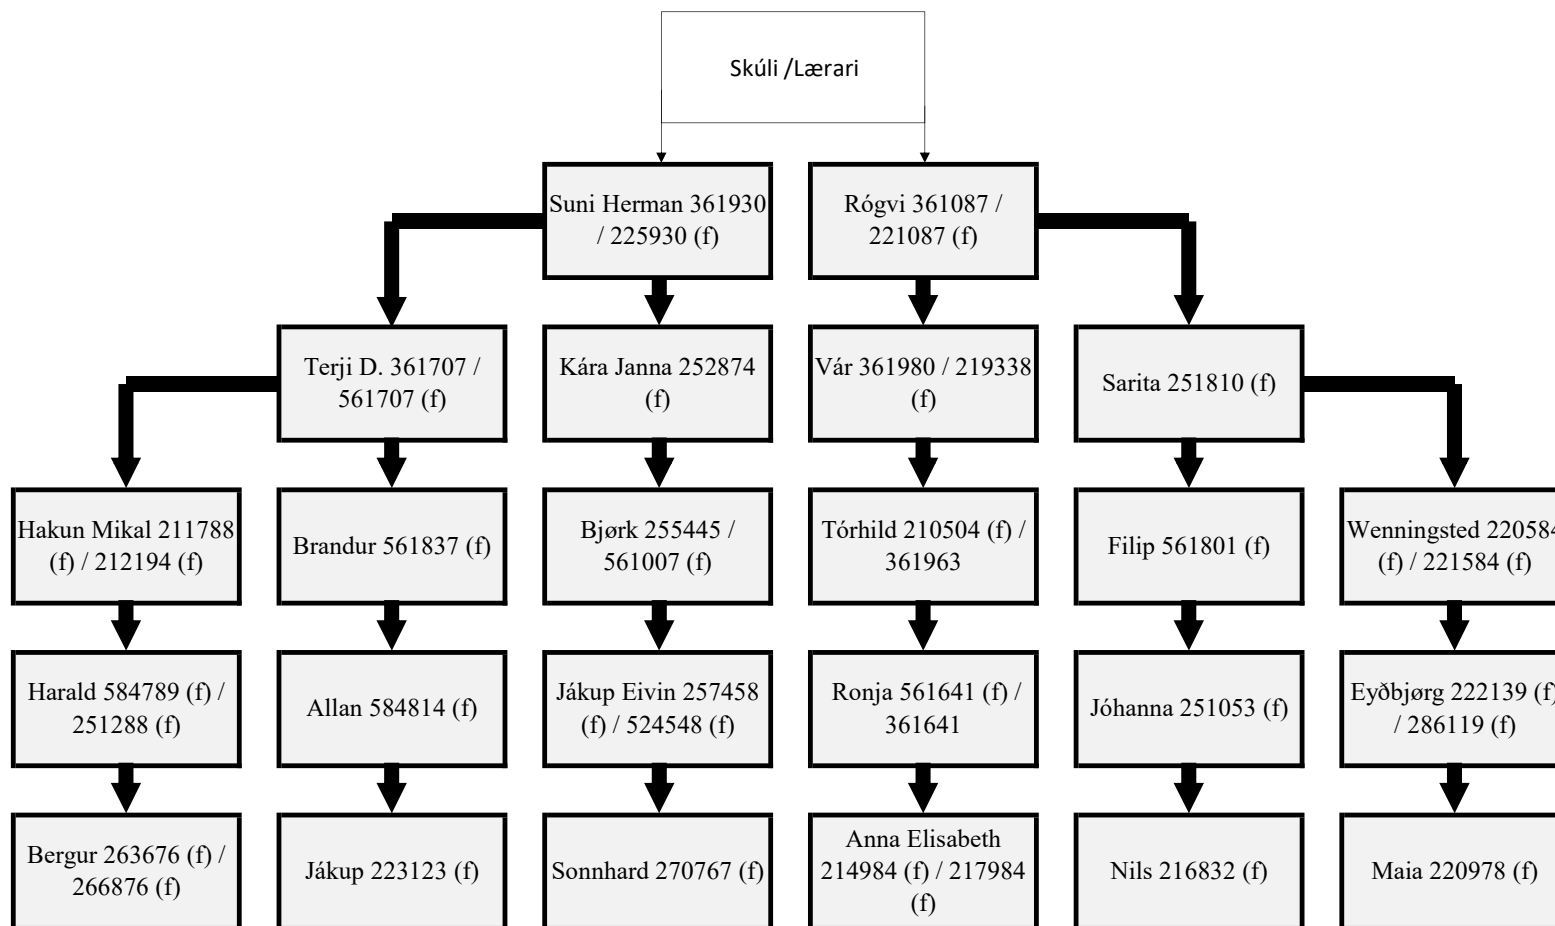 Skúli /Lærari
Suni Herman 361930
/ 225930 (f)
Rógvi 361087 /
221087 (f)
Terji D. 361707 /
561707 (f)
Kára Janna 252874
(f)
Vár 361980 / 219338
(f)
Sarita 251810 (f)
Hakun Mikal 211788
(f) / 212194 (f)
Brandur 561837 (f)
Bjørk 255445 /
561007 (f)
Tórhild 210504 (f) /
361963
Filip 561801 (f)
Wenningsted 220584
(f) / 221584 (f)
Harald 584789 (f) /
251288 (f)
Allan 584814 (f)
Jákup Eivin 257458
(f) / 524548 (f)
Ronja 561641 (f) /
361641
Jóhanna 251053 (f)
Eyðbjørg 222139 (f)
/ 286119 (f)
Bergur 263676 (f) /
266876 (f)
Jákup 223123 (f)
Sonnhard 270767 (f)
Anna Elisabeth
214984 (f) / 217984
(f)
Nils 216832 (f)
Maia 220978 (f)